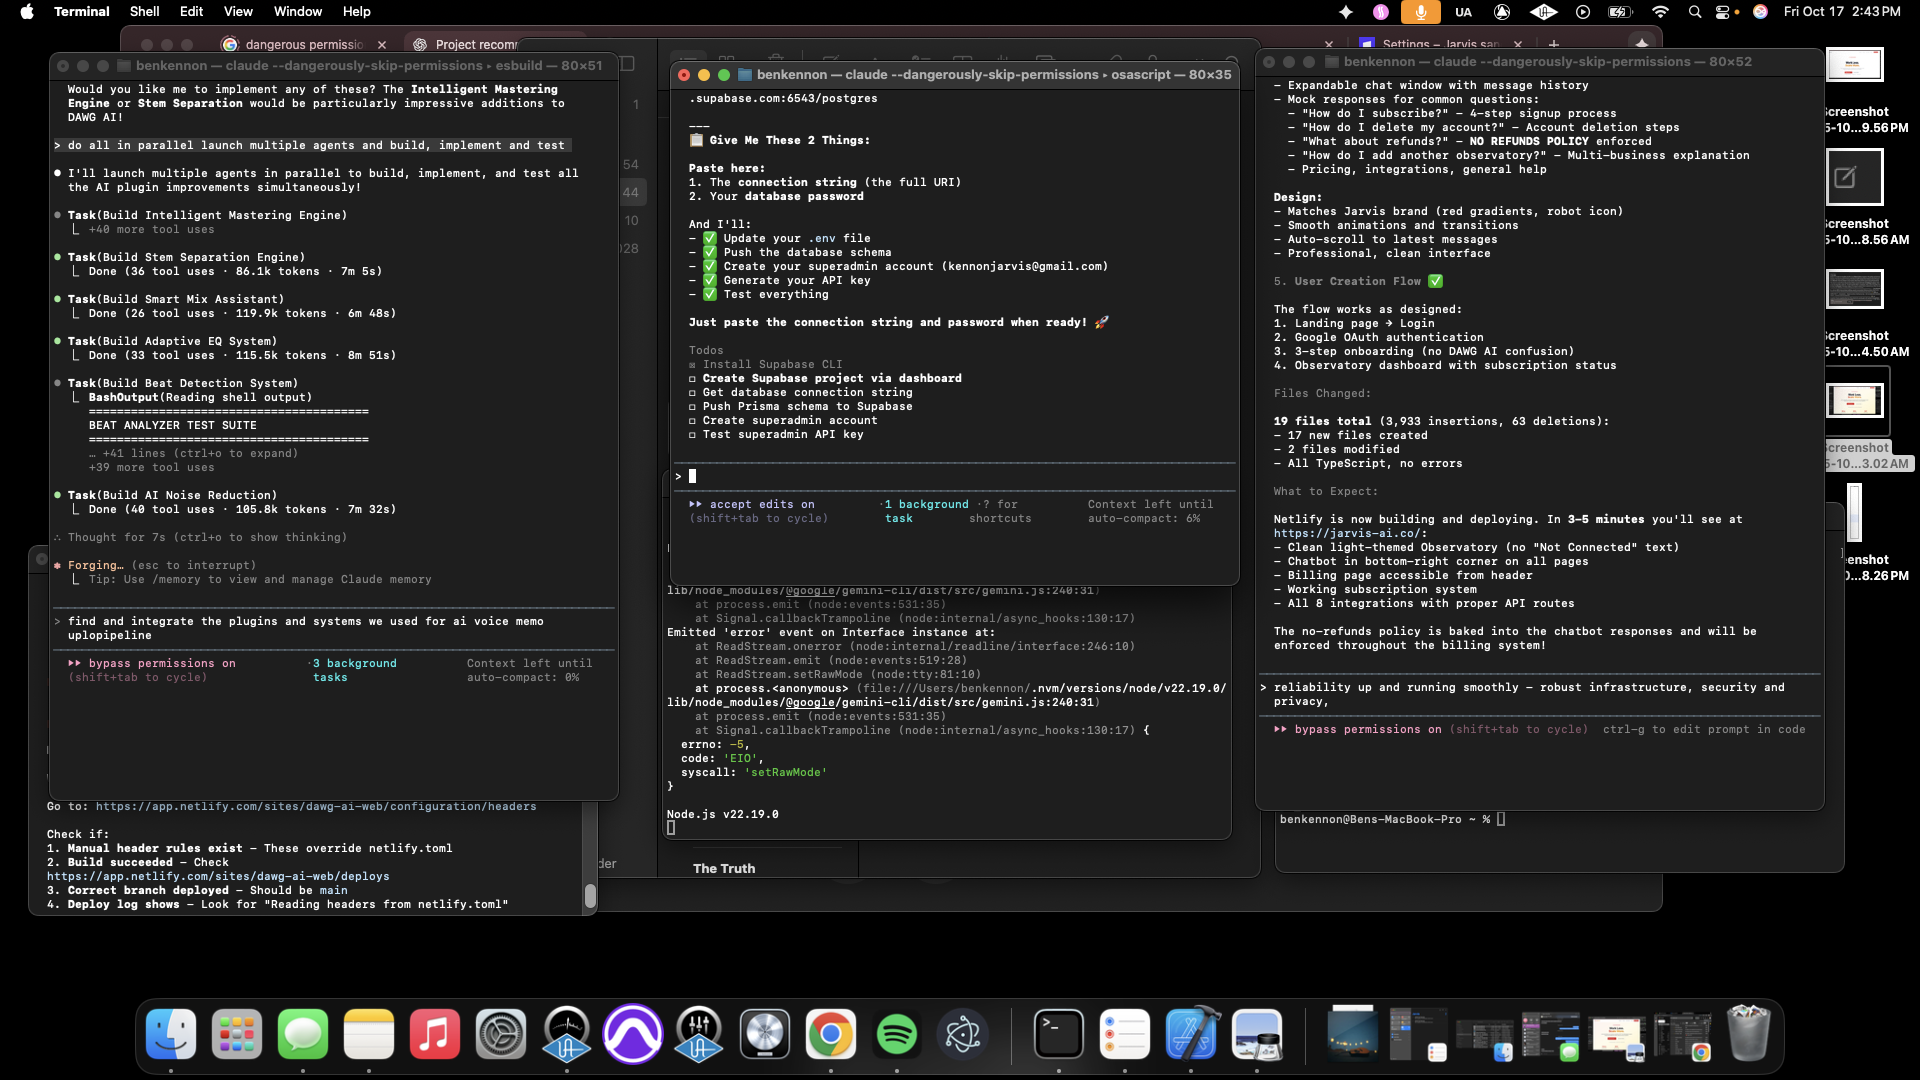 Terminal Shell Edit View Window Help
UA
Fri Oct 17 2:43 PM
dangerous permissio
Project recom
Settings – Jarvis sa
benkennon — claude --dangerously-skip-permissions ▸ esbuild — 80×51
Would you like me to implement any of these? The Intelligent Mastering
Engine or Stem Separation would be particularly impressive additions to
DAWG AI!
> do all in parallel launch multiple agents and build, implement and test
I'll launch multiple agents in parallel to build, implement, and test all
the AI plugin improvements simultaneously!
Task(Build Intelligent Mastering Engine)
+40 more tool uses
Task(Build Stem Separation Engine)
Done (36 tool uses · 86.1k tokens · 7m 5s)
Task(Build Smart Mix Assistant)
Done (26 tool uses · 119.9k tokens · 6m 48s)
Task(Build Adaptive EQ System)
Done (33 tool uses · 115.5k tokens · 8m 51s)
Task(Build Beat Detection System)
BashOutput(Reading shell output)
========================================
BEAT ANALYZER TEST SUITE
========================================
… +41 lines (ctrl+o to expand)
+39 more tool uses
Task(Build AI Noise Reduction)
Done (40 tool uses · 105.8k tokens · 7m 32s)
∴ Thought for 7s (ctrl+o to show thinking)
Forging… (esc to interrupt)
Tip: Use /memory to view and manage Claude memory
> find and integrate the plugins and systems we used for ai voice memo
uplopipeline
bypass permissions on
(shift+tab to cycle)
· 3 background
tasks
Context left until
auto-compact: 0%
Go to: https://app.netlify.com/sites/dawg-ai-web/configuration/headers
Check if:
1. Manual header rules exist – These override netlify.toml
2. Build succeeded – Check
https://app.netlify.com/sites/dawg-ai-web/deploys
3. Correct branch deployed – Should be main
4. Deploy log shows – Look for "Reading headers from netlify.toml"
1
54
44
10
028
der
benkennon — claude --dangerously-skip-permissions ▸ osascript — 80×35
.supabase.com:6543/postgres
———
📋 Give Me These 2 Things:
Paste here:
1. The connection string (the full URI)
2. Your database password
And I'll:
– ✅ Update your .env file
– ✅ Push the database schema
– ✅ Create your superadmin account (kennonjarvis@gmail.com)
– ✅ Generate your API key
– ✅ Test everything
Just paste the connection string and password when ready! 🚀
Todos
☒ Install Supabase CLI
☐ Create Supabase project via dashboard
☐ Get database connection string
☐ Push Prisma schema to Supabase
☐ Create superadmin account
☐ Test superadmin API key
>
accept edits on
(shift+tab to cycle)
· 1 background
task
· ? for
shortcuts
Context left until
auto-compact: 6%
lib/node_modules/@google/gemini-cli/dist/src/gemini.js:240:31)
at process.emit (node:events:531:35)
at Signal.callbackTrampoline (node:internal/async_hooks:130:17)
Emitted 'error' event on Interface instance at:
at ReadStream.onerror (node:internal/readline/interface:246:10)
at ReadStream.emit (node:events:519:28)
at ReadStream.setRawMode (node:tty:81:10)
at process.<anonymous> (file:///Users/benkennon/.nvm/versions/node/v22.19.0/
lib/node_modules/@google/gemini-cli/dist/src/gemini.js:240:31)
at process.emit (node:events:531:35)
at Signal.callbackTrampoline (node:internal/async_hooks:130:17) {
errno: –5,
code: 'EIO',
syscall: 'setRawMode'
}
Node.js v22.19.0
The Truth
benkennon — claude --dangerously-skip-permissions — 80×52
– Expandable chat window with message history
– Mock responses for common questions:
– "How do I subscribe?" – 4-step signup process
– "How do I delete my account?" – Account deletion steps
– "What about refunds?" – NO REFUNDS POLICY enforced
– "How do I add another observatory?" – Multi-business explanation
– Pricing, integrations, general help
Design:
– Matches Jarvis brand (red gradients, robot icon)
– Smooth animations and transitions
– Auto-scroll to latest messages
– Professional, clean interface
5. User Creation Flow ✅
The flow works as designed:
1. Landing page → Login
2. Google OAuth authentication
3. 3-step onboarding (no DAWG AI confusion)
4. Observatory dashboard with subscription status
Files Changed:
19 files total (3,933 insertions, 63 deletions):
– 17 new files created
– 2 files modified
– All TypeScript, no errors
What to Expect:
Netlify is now building and deploying. In 3–5 minutes you'll see at
https://jarvis-ai.co/:
– Clean light-themed Observatory (no "Not Connected" text)
– Chatbot in bottom-right corner on all pages
– Billing page accessible from header
– Working subscription system
– All 8 integrations with proper API routes
The no-refunds policy is baked into the chatbot responses and will be
enforced throughout the billing system!
> reliability up and running smoothly – robust infrastructure, security and
privacy,
bypass permissions on (shift+tab to cycle) ctrl-g to edit prompt in code
benkennon@Bens-MacBook-Pro ~ %
Screenshot
5-10...9.56 PM
Screenshot
5-10...8.56 AM
Screenshot
5-10...4.50 AM
Screenshot
5-10...3.02 AM
enshot
0...8.26 PM